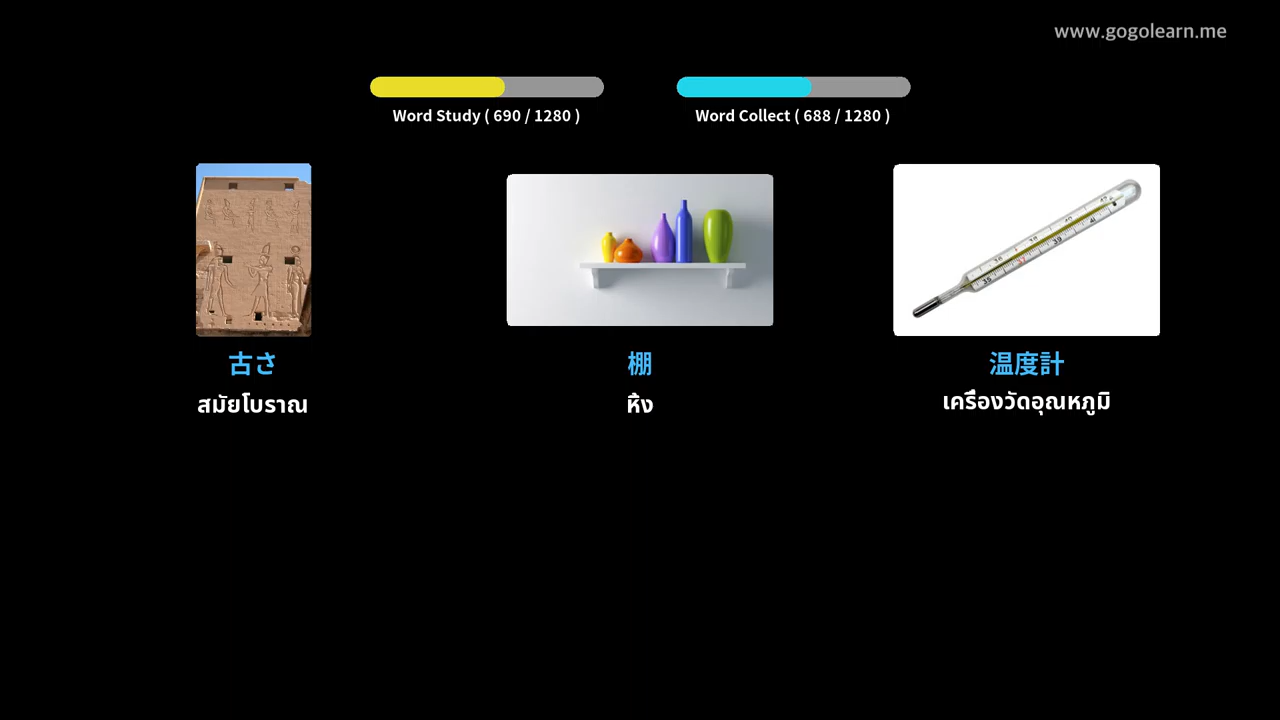 www.gogolearn.me
Word Study ( 690 / 1280 )
Word Collect ( 688 / 1280 )
古さ
棚
温度計
สมัยโบราณ
หิ้ง
เครื่องวัดอุณหภูมิ